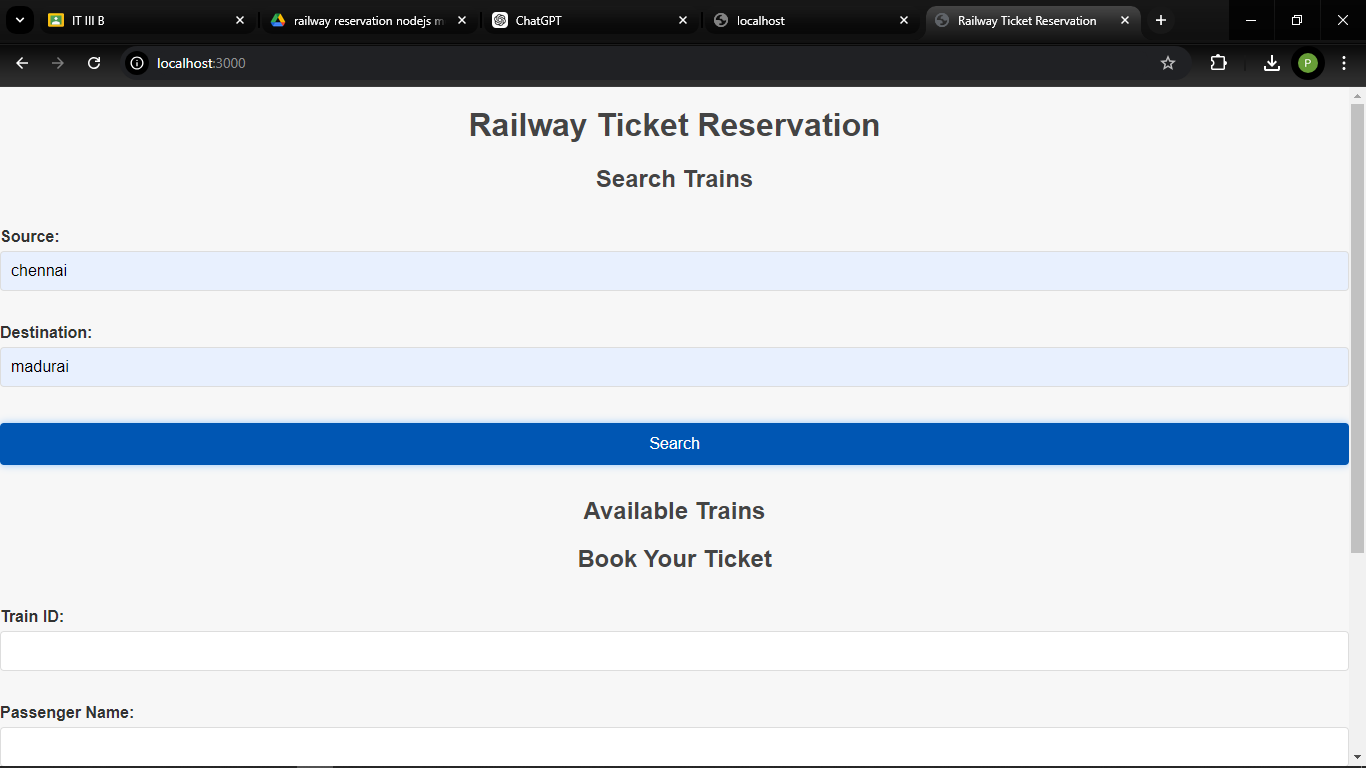 IT III B
railway reservation nodejs m
ChatGPT
localhost
Railway Ticket Reservation
localhost:3000
P
Railway Ticket Reservation
Search Trains
Source:
chennai
Destination:
madurai
Search
Available Trains
Book Your Ticket
Train ID:
Passenger Name: